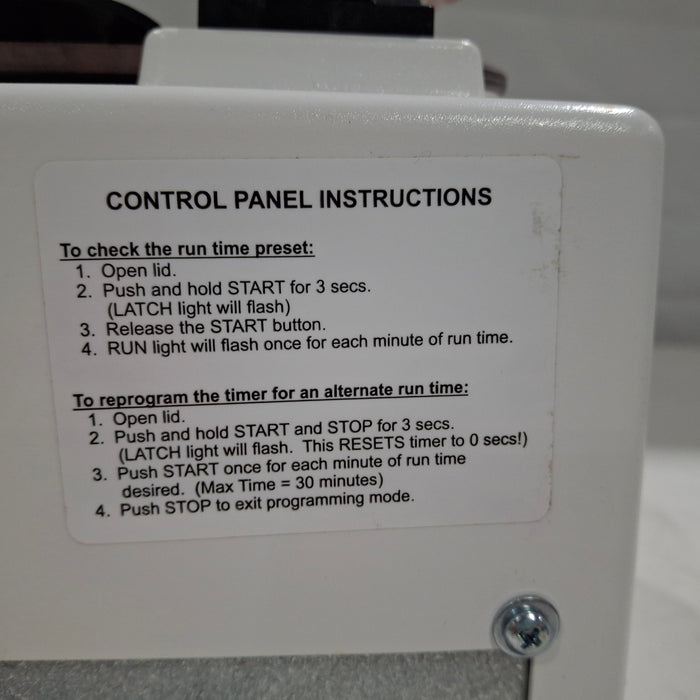 CONTROL PANEL INSTRUCTIONS
To check the run time preset:
1. Open lid.
2. Push and hold START for 3 secs.
(LATCH light will flash)
3. Release the START button.
4. RUN light will flash once for each minute of run time.
To reprogram the timer for an alternate run time:
1. Open lid.
2. Push and hold START and STOP for 3 secs.
(LATCH light will flash. This RESETS timer to 0 secs!)
3. Push START once for each minute of run time
desired. (Max Time = 30 minutes)
4. Push STOP to exit programming mode.